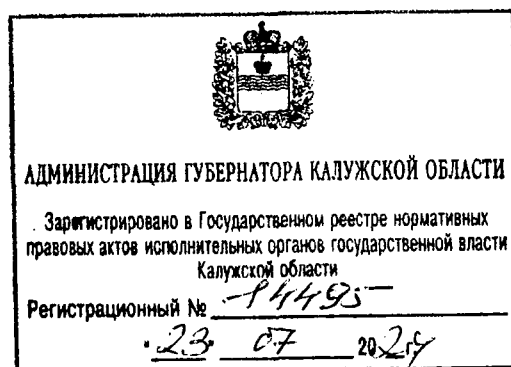 АДМИНИСТРАЦИЯ ГУБЕРНАТОРА КАЛУЖСКОЙ ОБЛАСТИ
Зарегистрировано в Государственном реестре нормативных
правовых актов исполнительных органов государственной власти
Калужской области
Регистрационный № 14495
23 07 2024 г.